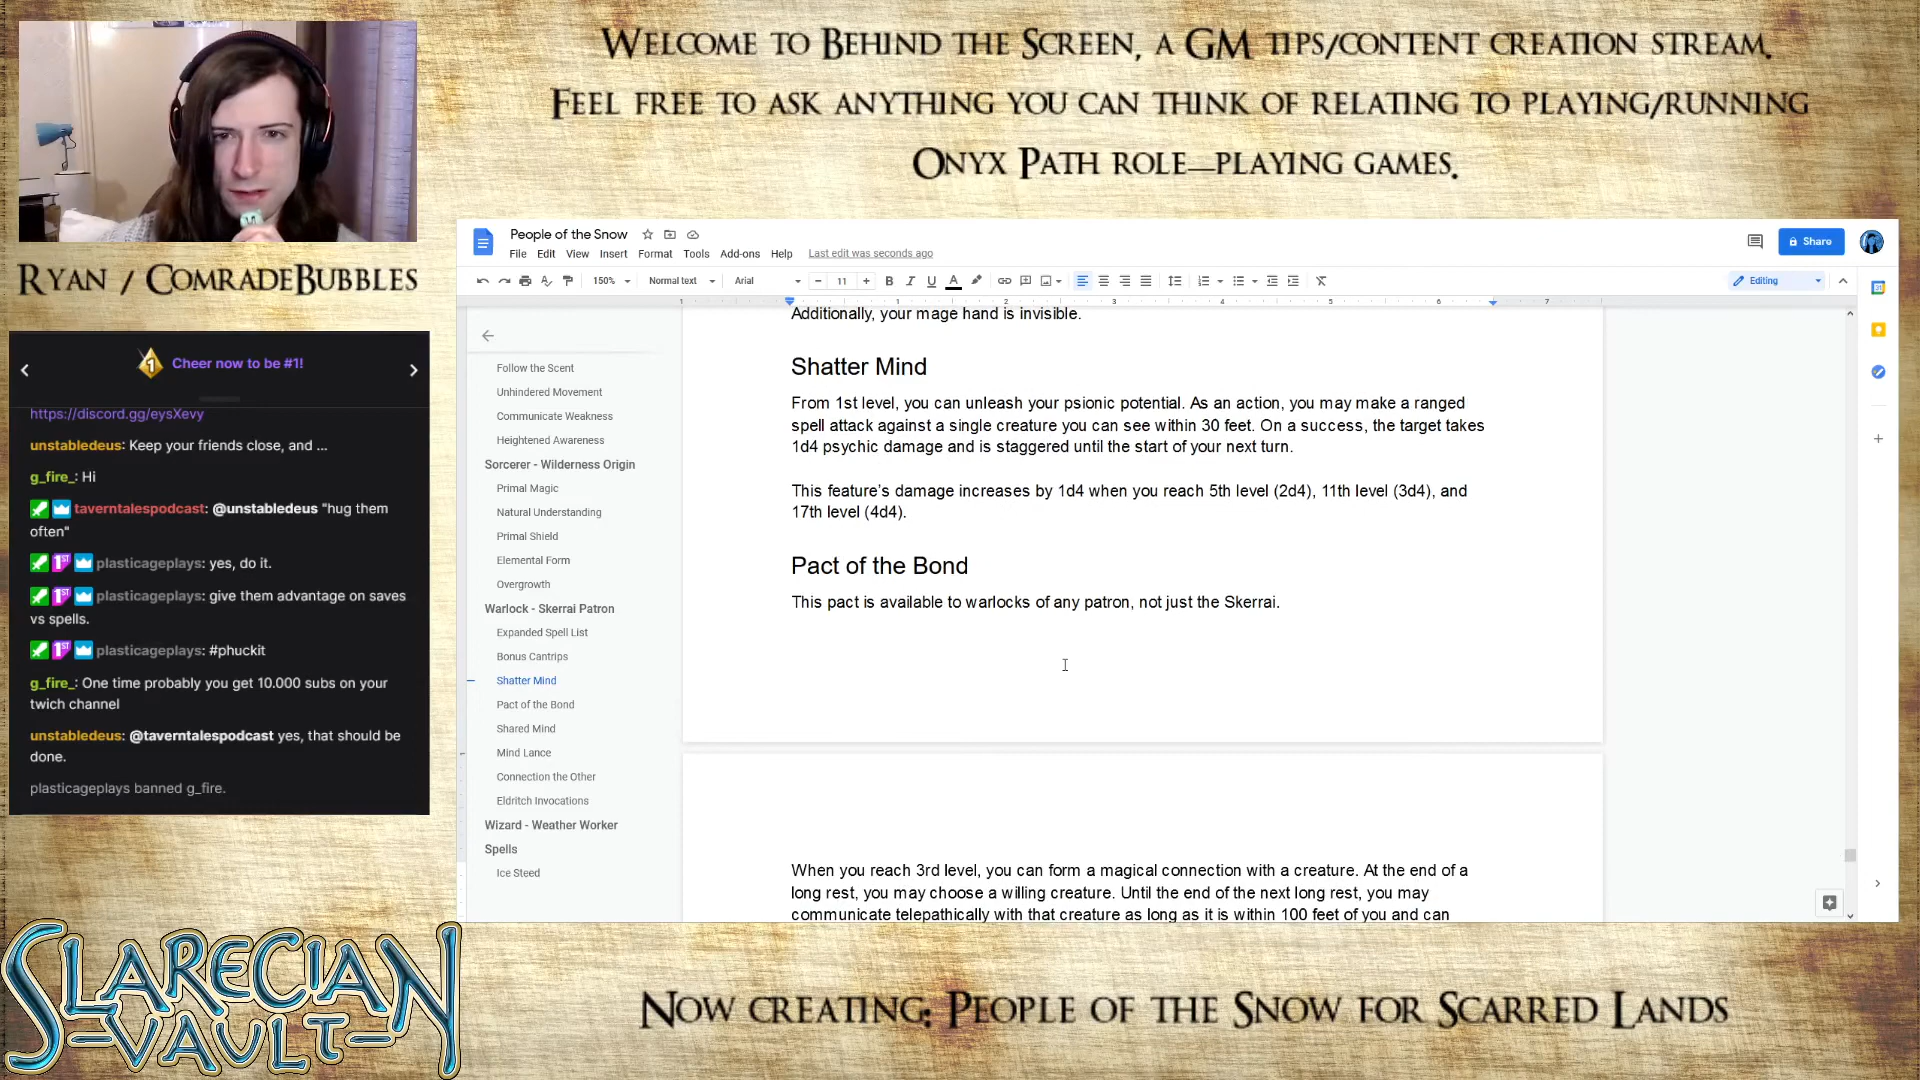 WELCOME TO BEHIND THE SCREEN, A GM TIPS/CONTENT CREATION STREAM.
FEEL FREE TO ASK ANYTHING YOU CAN THINK OF RELATING TO PLAYING/RUNNING
ONYX PATH ROLE—PLAYING GAMES.
RYAN / COMRADEBUBBLES
Cheer now to be #1!
https://discord.gg/eysXevy
unstabledeus: Keep your friends close, and ...
g_fire_: Hi
taverntalespodcast: @unstabledeus "hug them
often"
plasticageplays: yes, do it.
plasticageplays: give them advantage on saves
vs spells.
plasticageplays: #phuckit
g_fire_: One time probably you get 10.000 subs on your
twich channel
unstabledeus: @taverntalespodcast yes, that should be
done.
plasticageplays banned g_fire.
People of the Snow
File Edit View Insert Format Tools Add-ons Help Last edit was seconds ago
Share
150% Normal text Arial 11 Editing
1 1 2 3 4 5 6 7
Follow the Scent
Unhindered Movement
Communicate Weakness
Heightened Awareness
Sorcerer - Wilderness Origin
Primal Magic
Natural Understanding
Primal Shield
Elemental Form
Overgrowth
Warlock - Skerrai Patron
Expanded Spell List
Bonus Cantrips
Shatter Mind
Pact of the Bond
Shared Mind
Mind Lance
Connection the Other
Eldritch Invocations
Wizard - Weather Worker
Spells
Ice Steed
Additionally, your mage hand is invisible.
Shatter Mind
From 1st level, you can unleash your psionic potential. As an action, you may make a ranged
spell attack against a single creature you can see within 30 feet. On a success, the target takes
1d4 psychic damage and is staggered until the start of your next turn.
This feature's damage increases by 1d4 when you reach 5th level (2d4), 11th level (3d4), and
17th level (4d4).
Pact of the Bond
This pact is available to warlocks of any patron, not just the Skerrai.
When you reach 3rd level, you can form a magical connection with a creature. At the end of a
long rest, you may choose a willing creature. Until the end of the next long rest, you may
communicate telepathically with that creature as long as it is within 100 feet of you and can
SLARECIAN
VAULT
NOW CREATING: PEOPLE OF THE SNOW FOR SCARRED LANDS